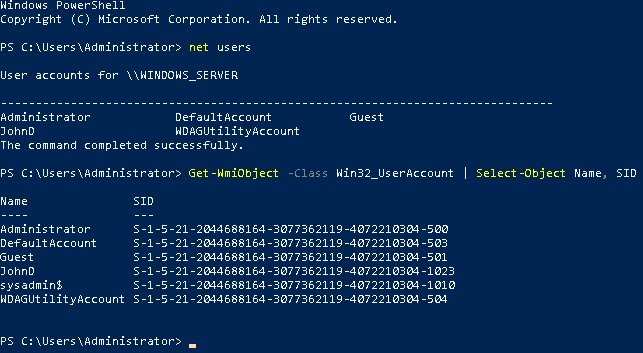 Windows PowerShell
Copyright (C) Microsoft Corporation. All rights reserved.
PS C:\Users\Administrator> net users
User accounts for \\WINDOWS_SERVER
-------------------------------------------------------------------------------
Administrator            DefaultAccount           Guest
JohnD                    WDAGUtilityAccount
The command completed successfully.
PS C:\Users\Administrator> Get-WmiObject -Class Win32_UserAccount | Select-Object Name, SID
Name               SID
----               ---
Administrator      S-1-5-21-2044688164-3077362119-4072210304-500
DefaultAccount     S-1-5-21-2044688164-3077362119-4072210304-503
Guest              S-1-5-21-2044688164-3077362119-4072210304-501
JohnD              S-1-5-21-2044688164-3077362119-4072210304-1023
sysadmin$          S-1-5-21-2044688164-3077362119-4072210304-1010
WDAGUtilityAccount S-1-5-21-2044688164-3077362119-4072210304-504
PS C:\Users\Administrator>